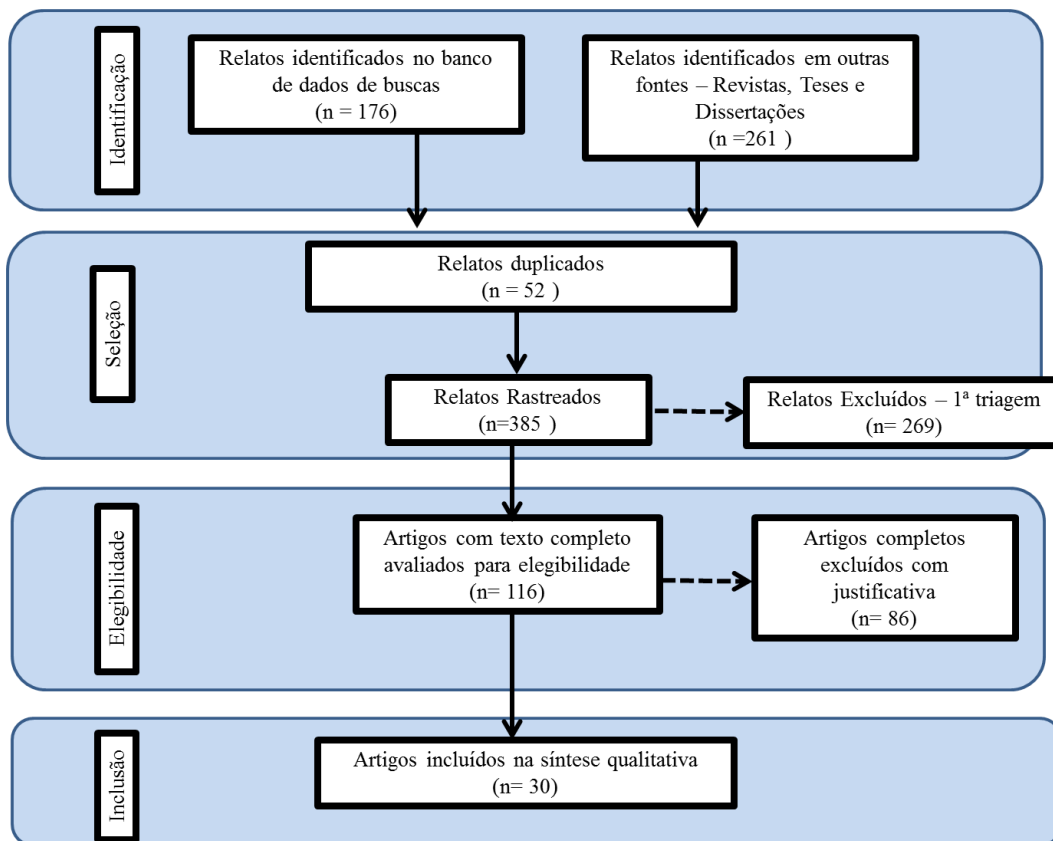 Identificação
Relatos identificados no banco
de dados de buscas
(n = 176)
Relatos identificados em outras
fontes – Revistas, Teses e
Dissertações
(n =261 )
Seleção
Relatos duplicados
(n = 52 )
Relatos Rastreados
(n=385 )
Relatos Excluídos – 1ª triagem
(n= 269)
Elegibilidade
Artigos com texto completo
avaliados para elegibilidade
(n= 116)
Artigos completos
excluídos com
justificativa
(n= 86)
Inclusão
Artigos incluídos na síntese qualitativa
(n= 30)